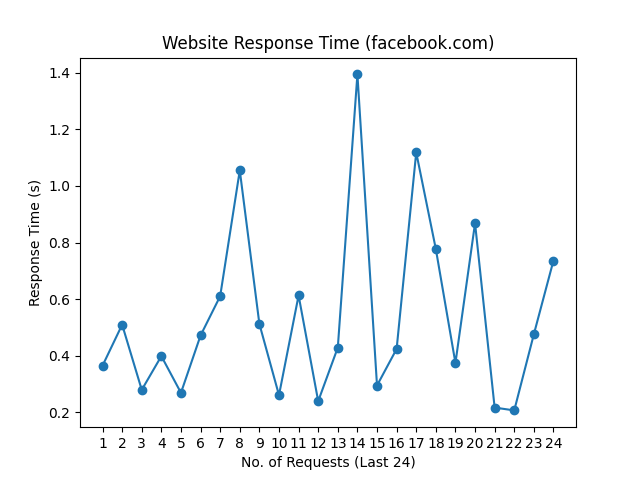 Website Response Time (facebook.com)
1.4
1.2
1.0
0.8
0.6
0.4
0.2
Response Time (s)
1 2 3 4 5 6 7 8 9 10 11 12 13 14 15 16 17 18 19 20 21 22 23 24
No. of Requests (Last 24)